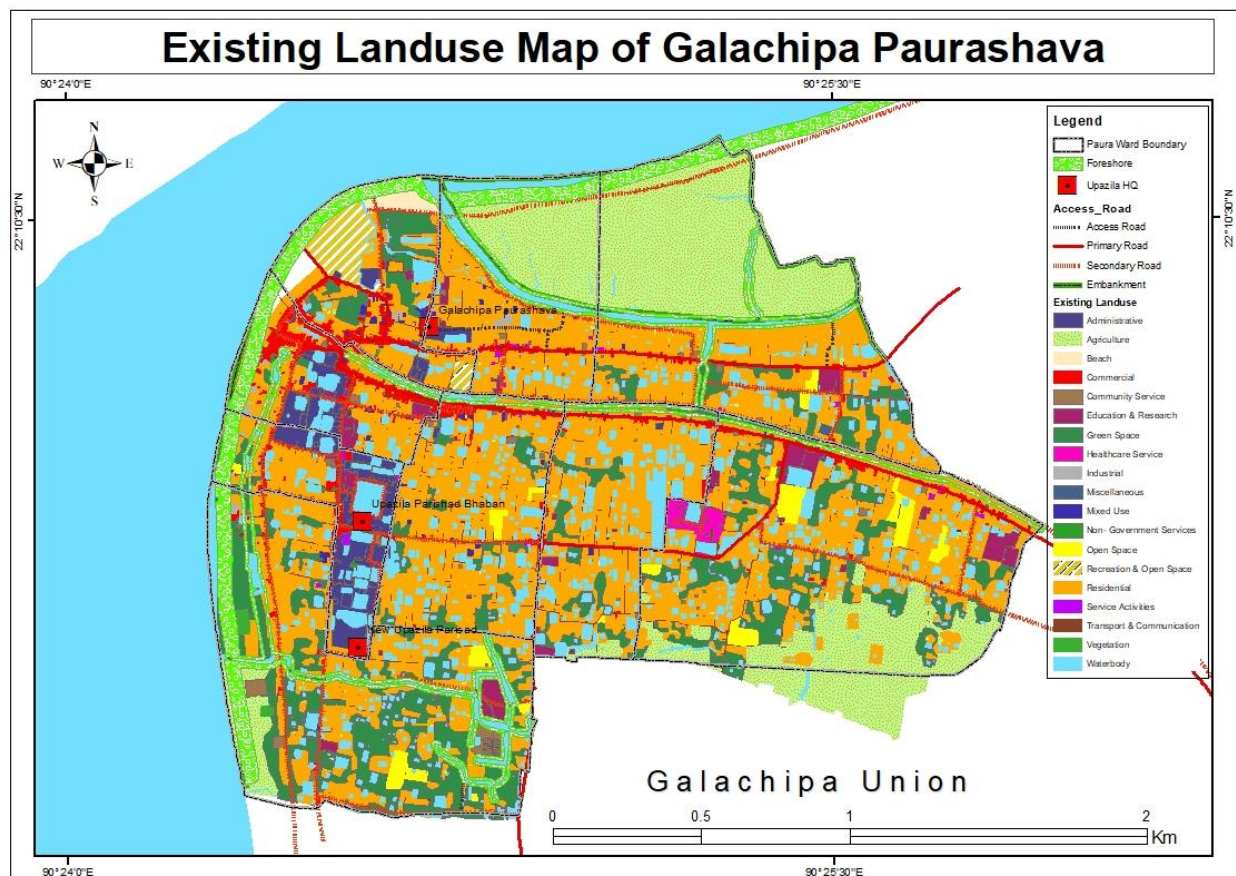 Existing Landuse Map of Galachipa Paurashava
90°24'0"E
90°25'30"E
22°10'30"N
22°10'30"N
N
W
E
S
Legend
Paura Ward Boundary
Foreshore
Upazila HQ
Access_Road
Access Road
Primary Road
Secondary Road
Embankment
Existing Landuse
Administrative
Agriculture
Beach
Commercial
Community Service
Education & Research
Green Space
Healthcare Service
Industrial
Miscellaneous
Mixed Use
Non- Government Services
Open Space
Recreation & Open Space
Residential
Service Activities
Transport & Communication
Vegetation
Waterbody
Galachipa Paurashava
Upazila Parishad Bhaban
New Upazila Parisad
Galachipa Union
0 0.5 1 2
Km
90°24'0"E
90°25'30"E